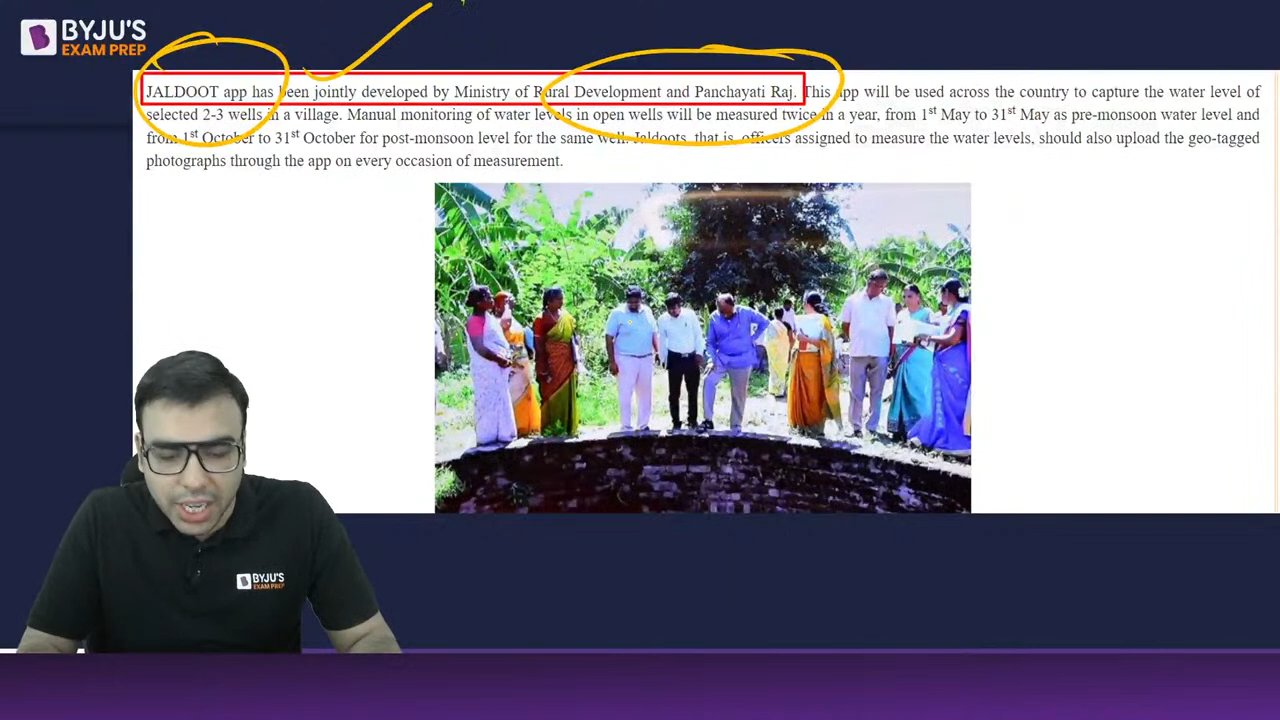 BYJU'S
EXAM PREP
JALDOOT app has been jointly developed by Ministry of Rural Development and Panchayati Raj. This app will be used across the country to capture the water level of
selected 2-3 wells in a village. Manual monitoring of water levels in open wells will be measured twice in a year, from 1st May to 31st May as pre-monsoon water level and
from 1st October to 31st October for post-monsoon level for the same well. Jaldoots, that is, officers assigned to measure the water levels, should also upload the geo-tagged
photographs through the app on every occasion of measurement.
BYJU'S
EXAM PREP